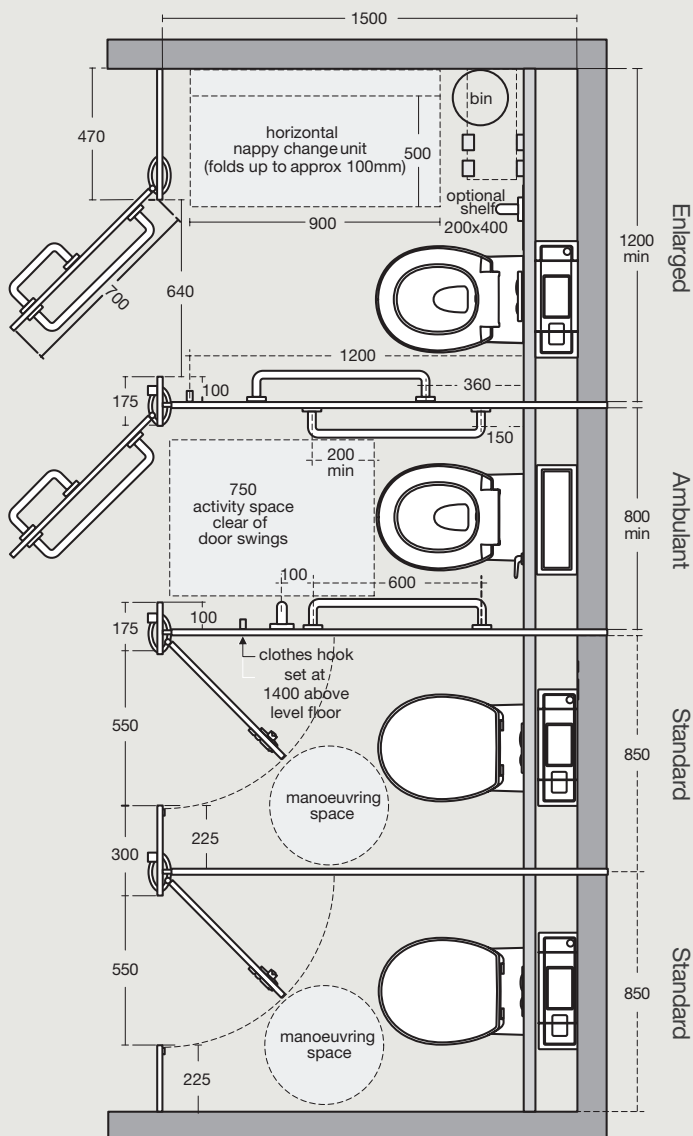 1500
470
horizontal
nappy change unit
(folds up to approx 100mm)
500
bin
optional
shelf
200x400
900
700
640
1200
min
Enlarged
1200
360
175
100
150
200
min
750
activity space
clear of
door swings
800
min
Ambulant
100
600
175
100
clothes hook
set at
1400 above
level floor
550
850
Standard
manoeuvring
space
300
225
550
850
Standard
manoeuvring
space
225